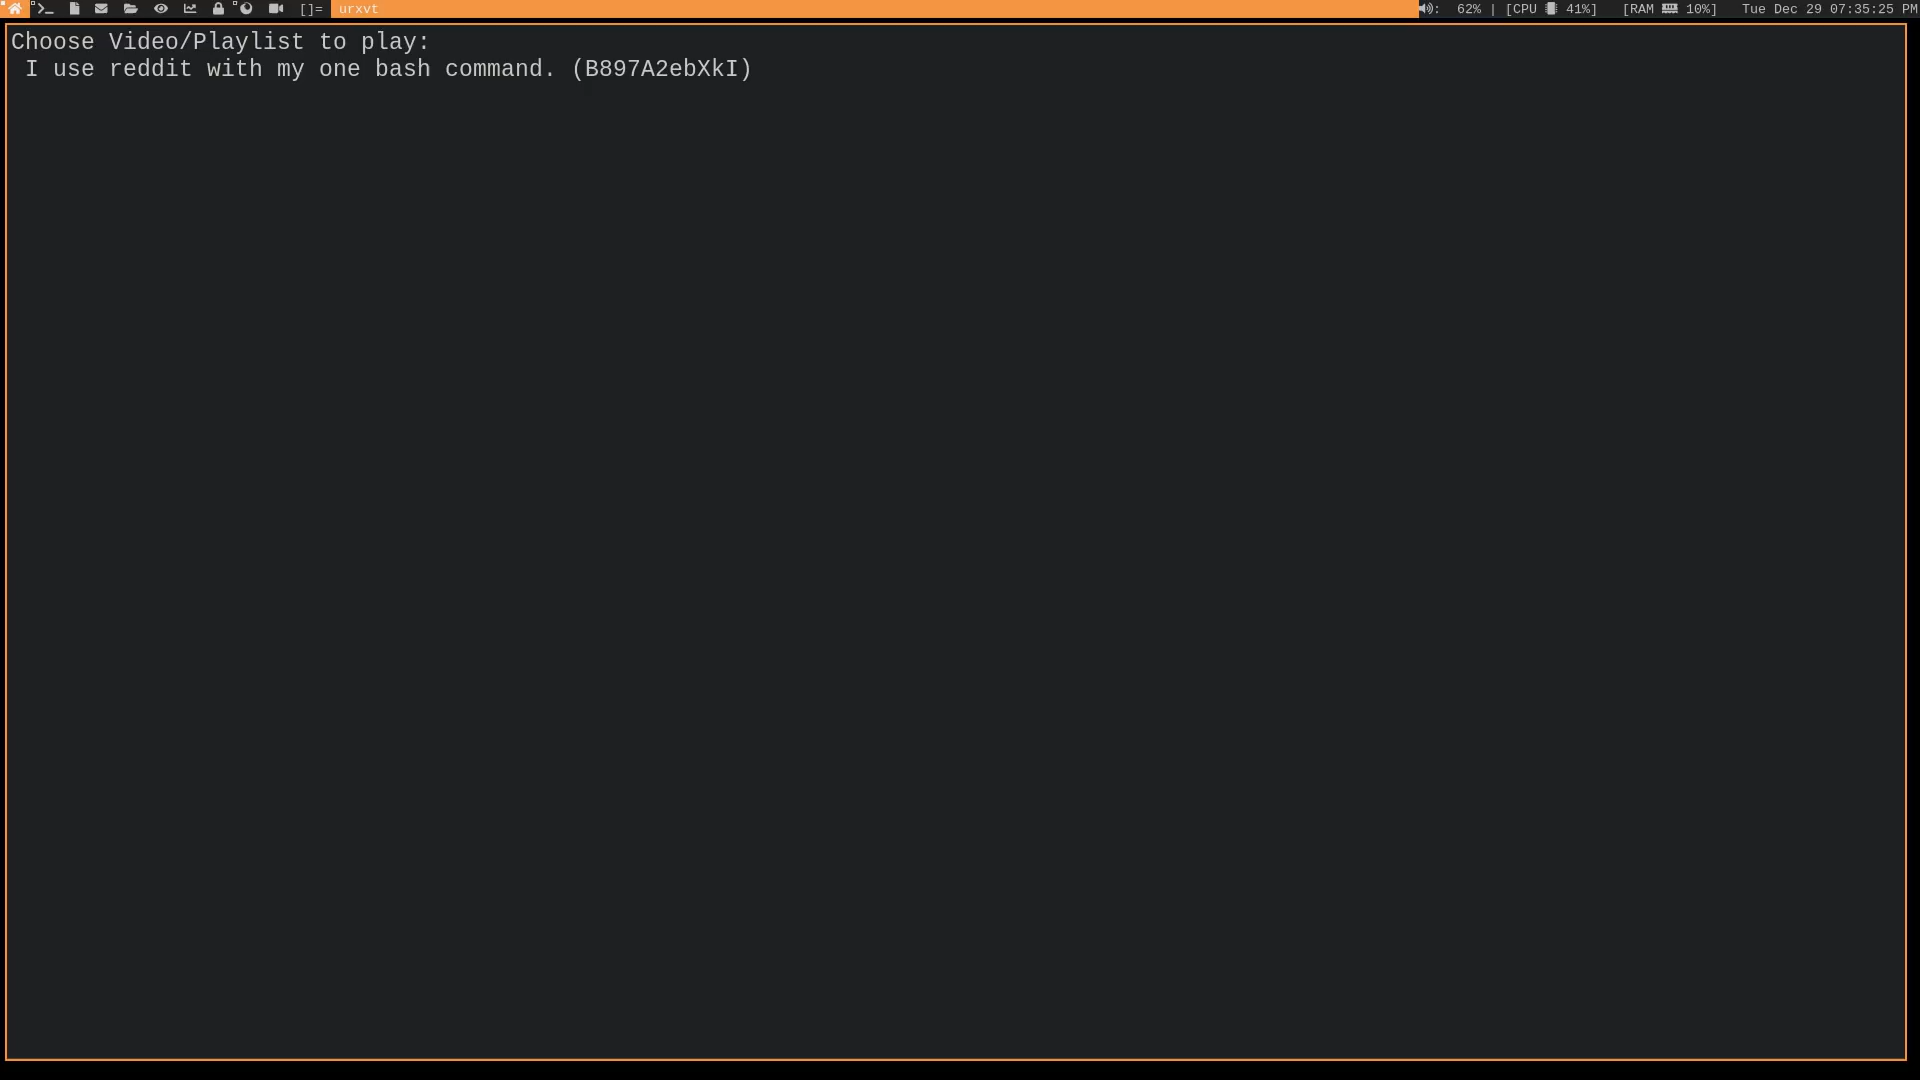 []= urxvt : 62% | [CPU 41%] [RAM 10%] Tue Dec 29 07:35:25 PM
Choose Video/Playlist to play:
I use reddit with my one bash command. (B897A2ebXkI)